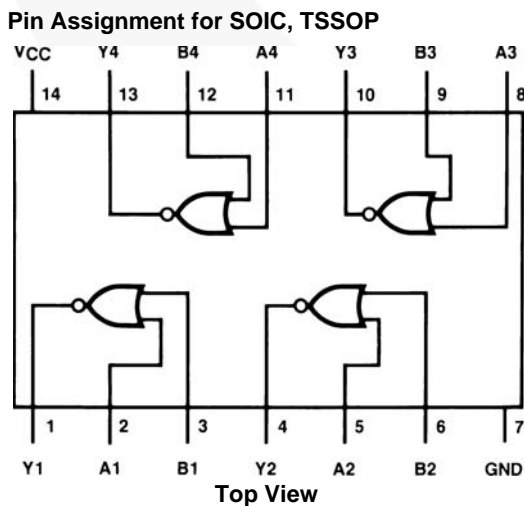 Pin Assignment for SOIC, TSSOP
VCC Y4 B4 A4 Y3 B3 A3
14 13 12 11 10 9 8
1 2 3 4 5 6 7
Y1 A1 B1 Y2 A2 B2 GND
Top View